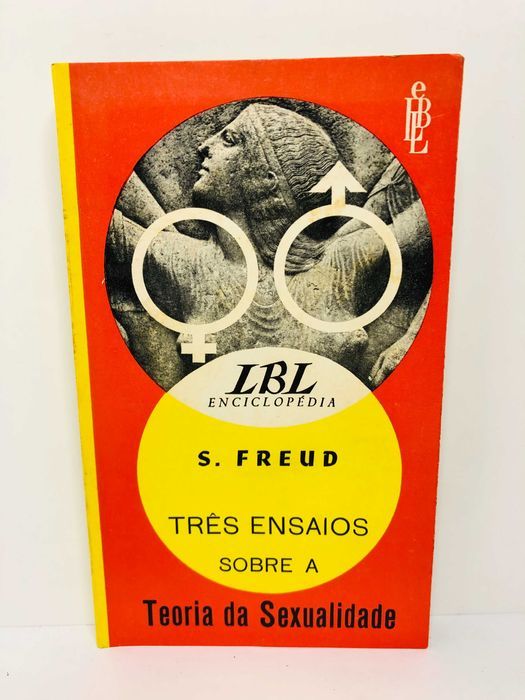 eLBL
LBL
ENCICLOPÉDIA
S. FREUD
TRÊS ENSAIOS
SOBRE A
Teoria da Sexualidade